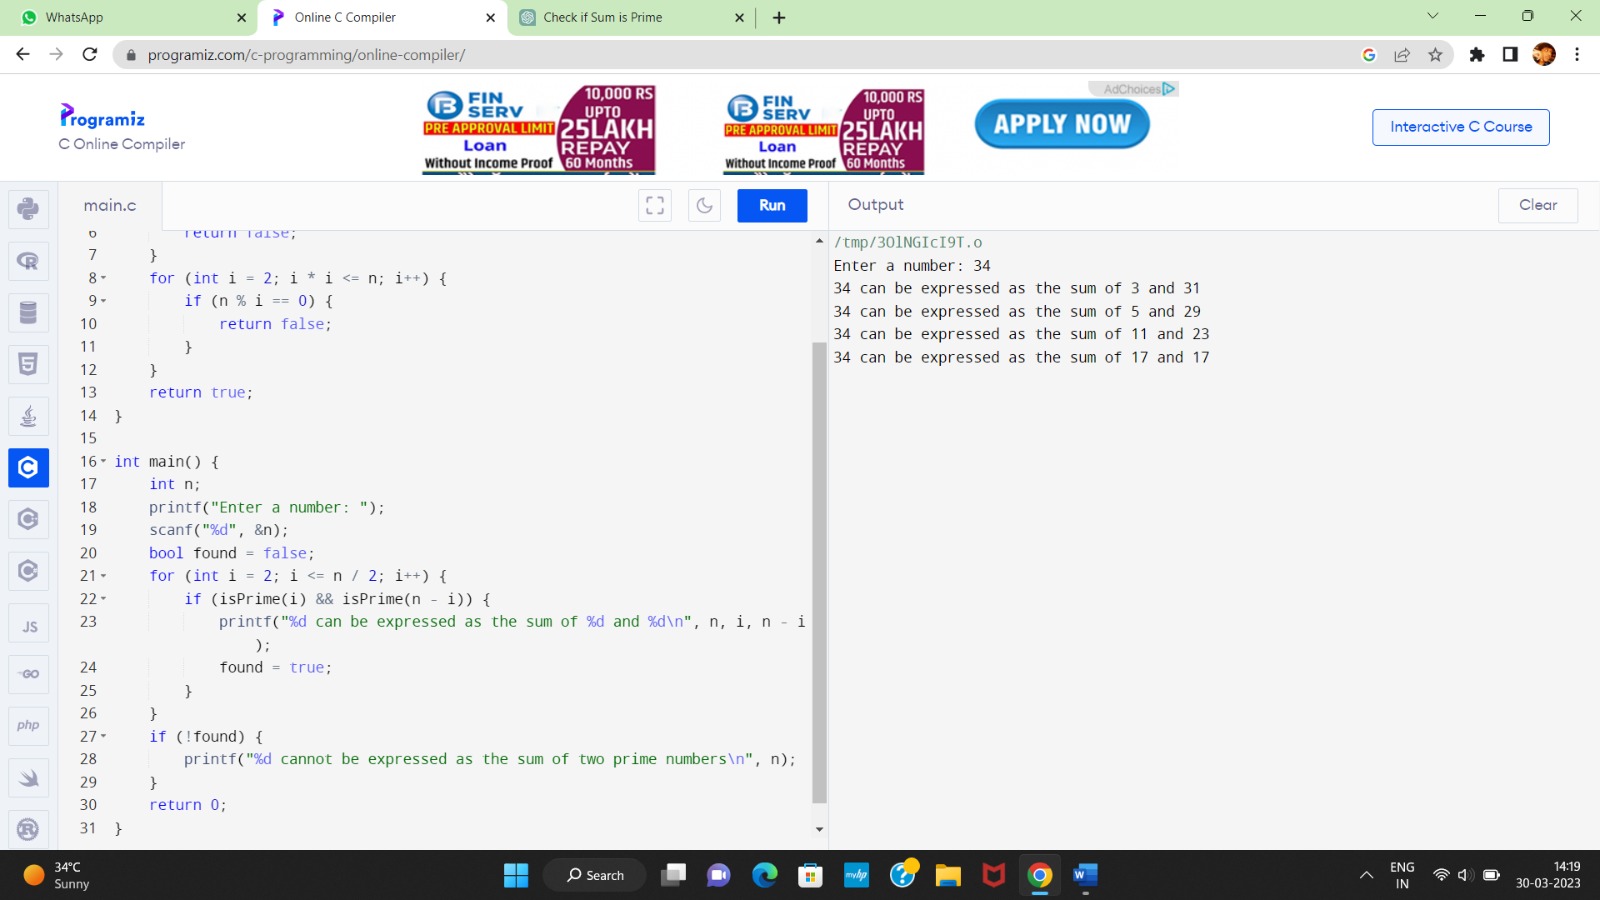 WhatsApp
Online C Compiler
Check if Sum is Prime
programiz.com/c-programming/online-compiler/
Programiz
C Online Compiler
B FIN SERV
PRE APPROVAL LIMIT
Loan
Without Income Proof
10,000 RS
UPTO
25LAKH
REPAY
60 Months
B FIN SERV
PRE APPROVAL LIMIT
Loan
Without Income Proof
10,000 RS
UPTO
25LAKH
REPAY
60 Months
AdChoices
APPLY NOW
Interactive C Course
main.c
Run
Output
Clear
6 return false;
7 }
8 for (int i = 2; i * i <= n; i++) {
9 if (n % i == 0) {
10 return false;
11 }
12 }
13 return true;
14 }
15
16 int main() {
17 int n;
18 printf("Enter a number: ");
19 scanf("%d", &n);
20 bool found = false;
21 for (int i = 2; i <= n / 2; i++) {
22 if (isPrime(i) && isPrime(n - i)) {
23 printf("%d can be expressed as the sum of %d and %d\n", n, i, n - i
);
24 found = true;
25 }
26 }
27 if (!found) {
28 printf("%d cannot be expressed as the sum of two prime numbers\n", n);
29 }
30 return 0;
31 }
/tmp/3OlNGIcI9T.o
Enter a number: 34
34 can be expressed as the sum of 3 and 31
34 can be expressed as the sum of 5 and 29
34 can be expressed as the sum of 11 and 23
34 can be expressed as the sum of 17 and 17
R
5
C
C
C
JS
GO
php
R
34°C
Sunny
Search
myhp
W
ENG
IN
14:19
30-03-2023